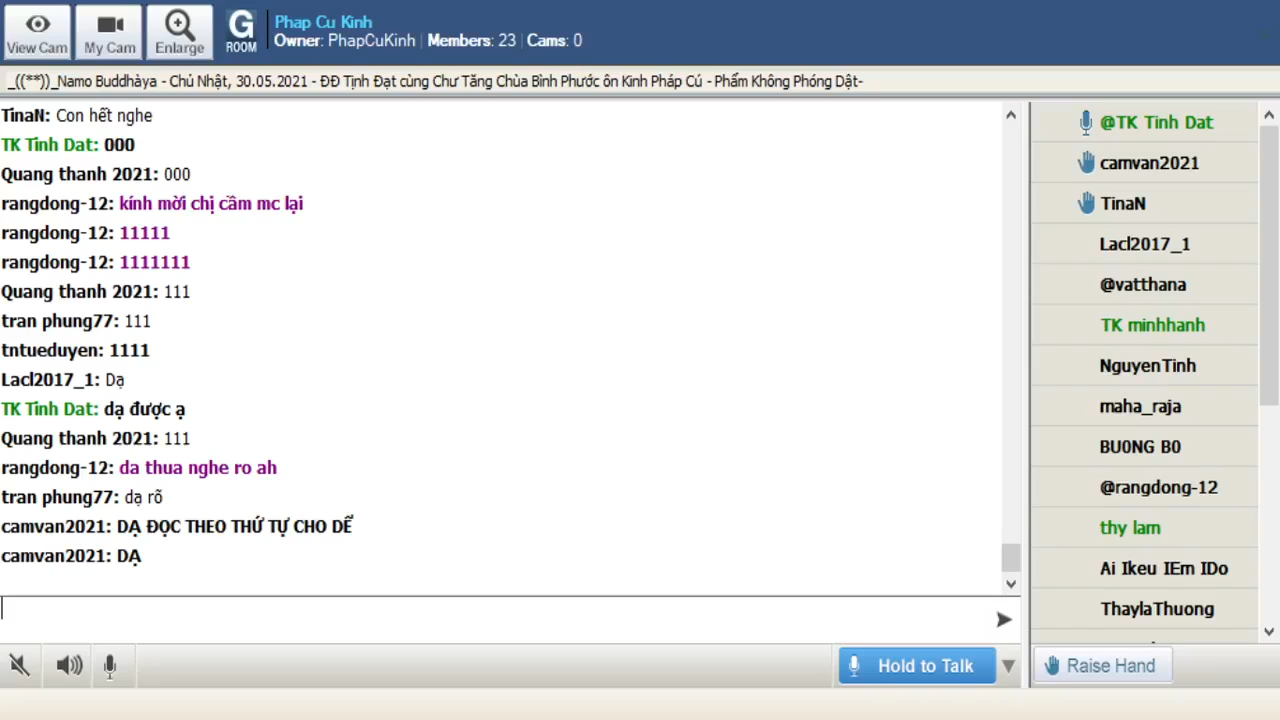 View Cam
My Cam
Enlarge
G
ROOM
Phap Cu Kinh
Owner: PhapCuKinh | Members: 23 | Cams: 0
_((**))_Namo Buddhàya - Chủ Nhật, 30.05.2021 - ĐĐ Tịnh Đạt cùng Chư Tăng Chùa Bình Phước ôn Kinh Pháp Cú - Phẩm Không Phóng Dật-
TinaN: Con hết nghe
TK Tinh Dat: 000
Quang thanh 2021: 000
rangdong-12: kính mời chị cầm mc lại
rangdong-12: 11111
rangdong-12: 1111111
Quang thanh 2021: 111
tran phung77: 111
tntueduyen: 1111
Lacl2017_1: Dạ
TK Tinh Dat: dạ được ạ
Quang thanh 2021: 111
rangdong-12: da thua nghe ro ah
tran phung77: dạ rõ
camvan2021: DẠ ĐỌC THEO THỨ TỰ CHO DỂ
camvan2021: DẠ
Hold to Talk
@TK Tinh Dat
camvan2021
TinaN
Lacl2017_1
@vatthana
TK minhhanh
NguyenTinh
maha_raja
BU0NG B0
@rangdong-12
thy lam
Ai Ikeu IEm IDo
ThaylaThuong
Raise Hand